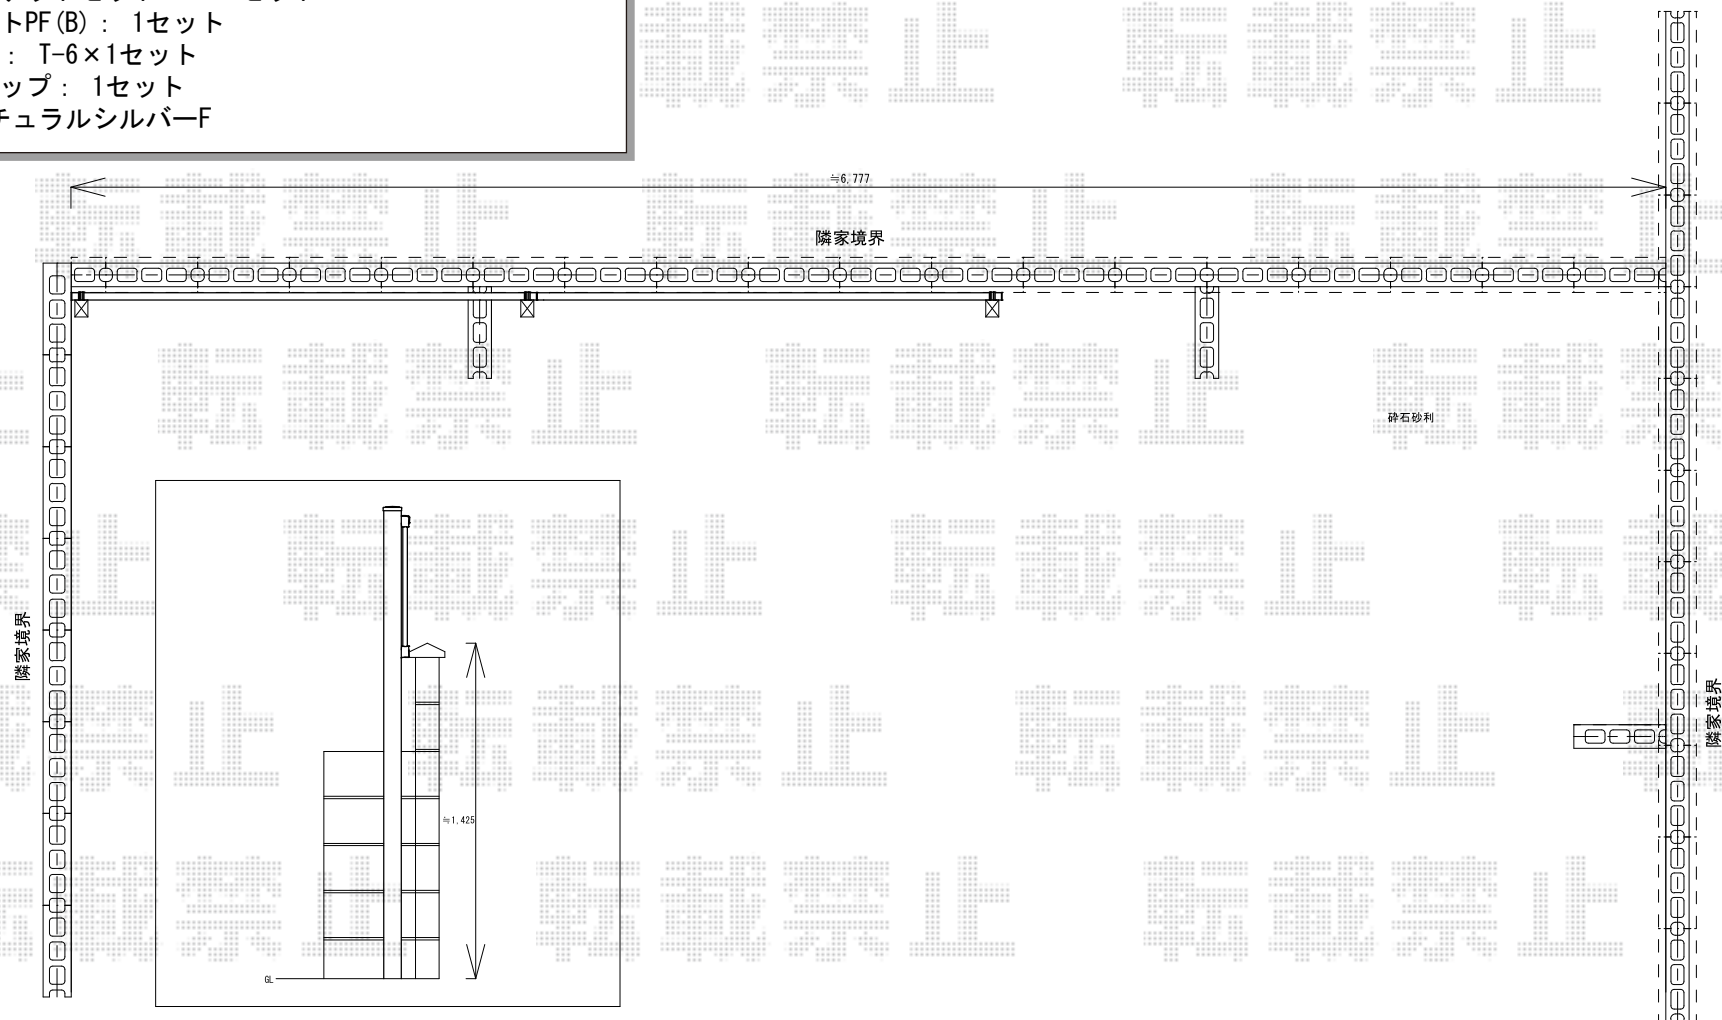 トPF(B)： 1セット
： T-6×1セット
ップ： 1セット
チュラルシルバーF
≒6,777
隣家境界
砕石砂利
隣家境界
隣家境界
≒1,425
GL
転載禁止